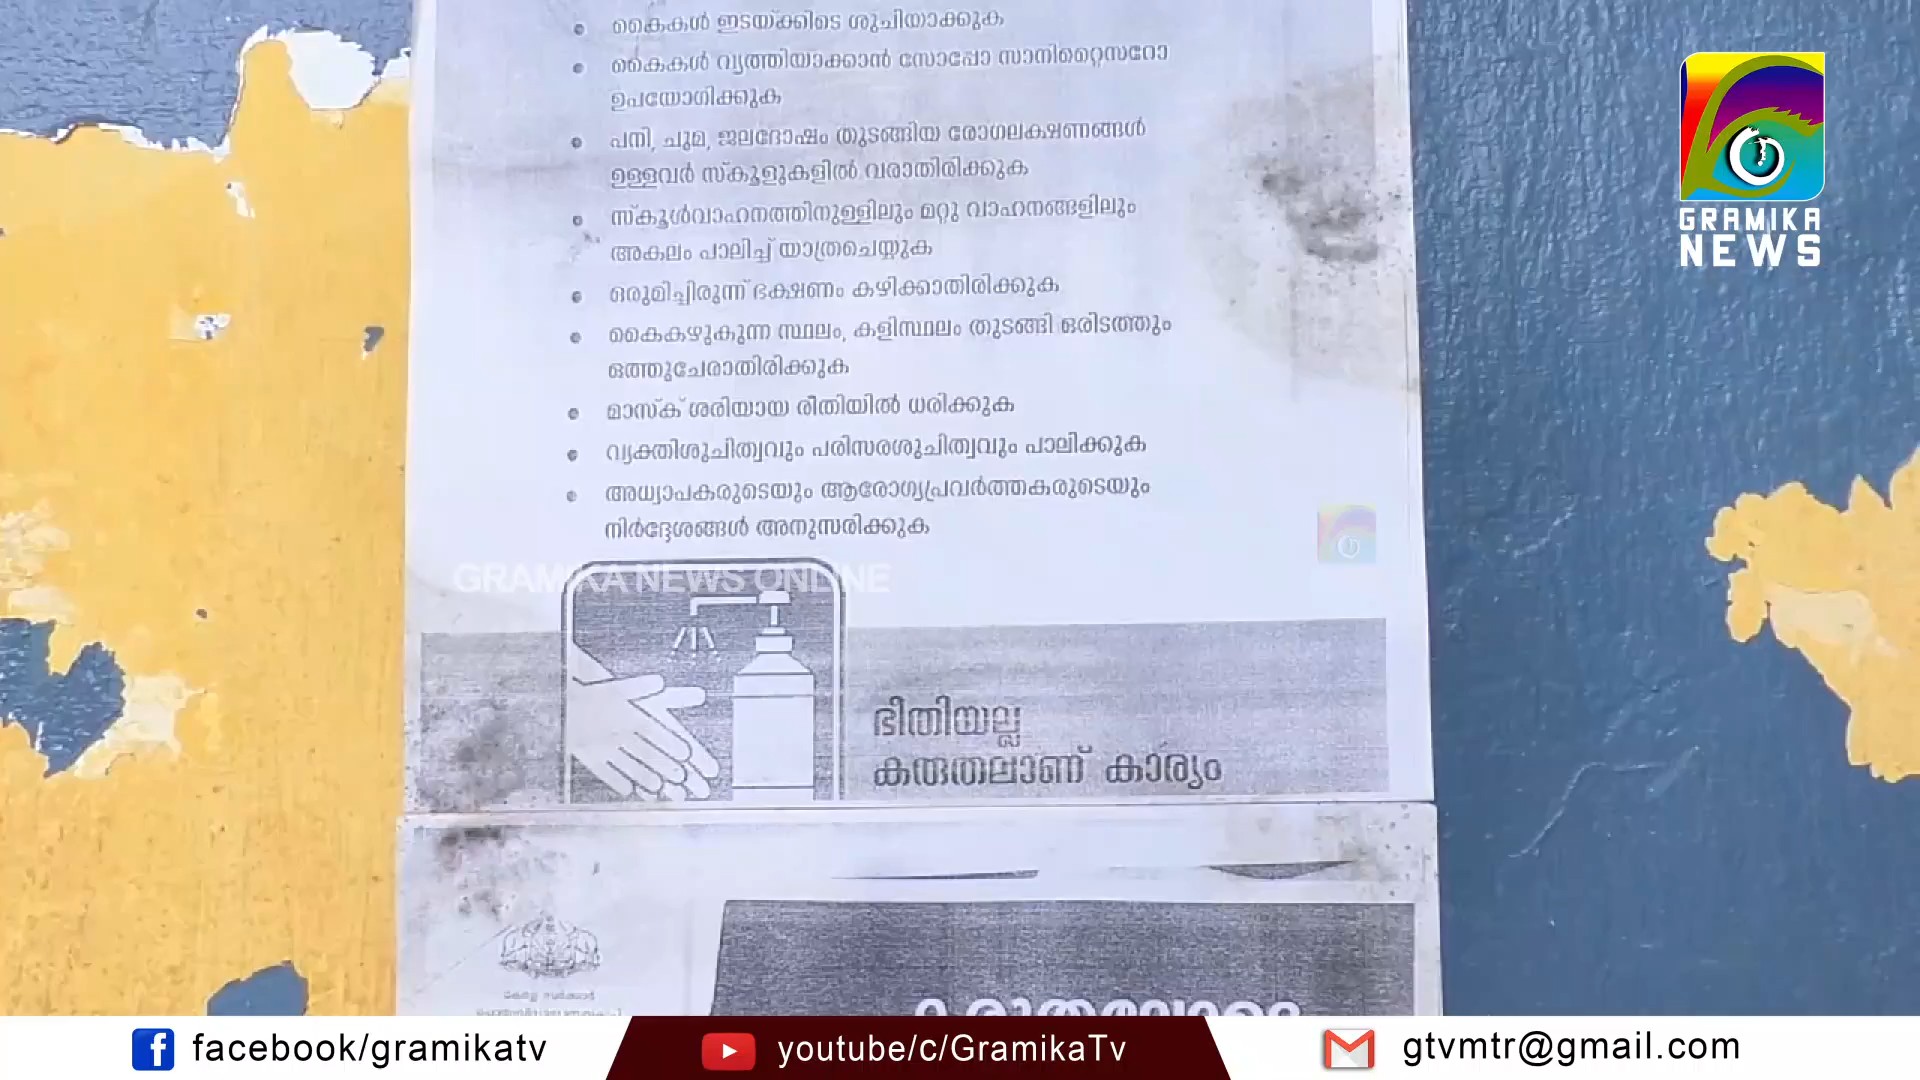 കൈകൾ ഇടയ്ക്കിടെ ശുചിയാക്കുക
കൈകൾ വൃത്തിയാക്കാൻ സോപ്പോ സാനിറ്റൈസറോ
ഉപയോഗിക്കുക
പനി, ചുമ, ജലദോഷം തുടങ്ങിയ രോഗലക്ഷണങ്ങൾ
ഉള്ളവർ സ്കൂളുകളിൽ വരാതിരിക്കുക
സ്കൂൾവാഹനത്തിനുള്ളിലും മറ്റു വാഹനങ്ങളിലും
അകലം പാലിച്ച് യാത്രചെയ്യുക
ഒരുമിച്ചിരുന്ന് ഭക്ഷണം കഴിക്കാതിരിക്കുക
കൈകഴുകുന്ന സ്ഥലം, കളിസ്ഥലം തുടങ്ങി ഒരിടത്തും
ഒത്തുചേരാതിരിക്കുക
മാസ്ക് ശരിയായ രീതിയിൽ ധരിക്കുക
വ്യക്തിശുചിത്വവും പരിസരശുചിത്വവും പാലിക്കുക
അധ്യാപകരുടെയും ആരോഗ്യപ്രവർത്തകരുടെയും
നിർദ്ദേശങ്ങൾ അനുസരിക്കുക
GRAMIKA NEWS ONLINE
ഭീതിയല്ല
കരുതലാണ് കാര്യം
കേരള സർക്കാർ
GRAMIKA
NEWS
facebook/gramikatv
youtube/c/GramikaTv
gtvmtr@gmail.com